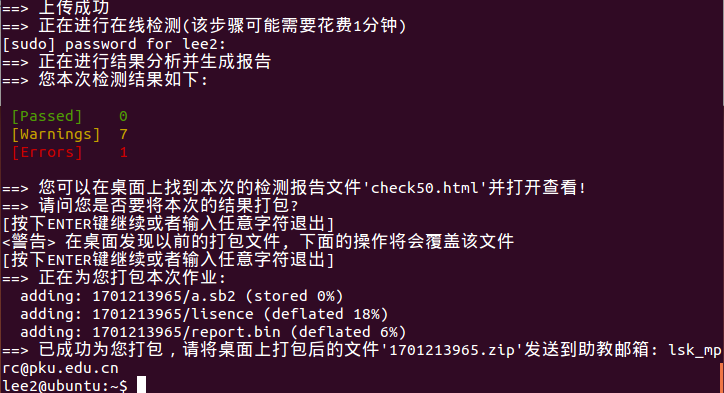 ==> 上传成功
==> 正在进行在线检测(该步骤可能需要花费1分钟)
[sudo] password for lee2:
==> 正在进行结果分析并生成报告
==> 您本次检测结果如下:
[Passed] 0
[Warnings] 7
[Errors] 1
==> 您可以在桌面上找到本次的检测报告文件'check50.html'并打开查看!
==> 请问您是否要将本次的结果打包?
[按下ENTER键继续或者输入任意字符退出]
<警告> 在桌面发现以前的打包文件, 下面的操作将会覆盖该文件
[按下ENTER键继续或者输入任意字符退出]
==> 正在为您打包本次作业:
adding: 1701213965/a.sb2 (stored 0%)
adding: 1701213965/lisence (deflated 18%)
adding: 1701213965/report.bin (deflated 6%)
==> 已成功为您打包，请将桌面上打包后的文件'1701213965.zip'发送到助教邮箱: lsk_mp
rc@pku.edu.cn
lee2@ubuntu:~$